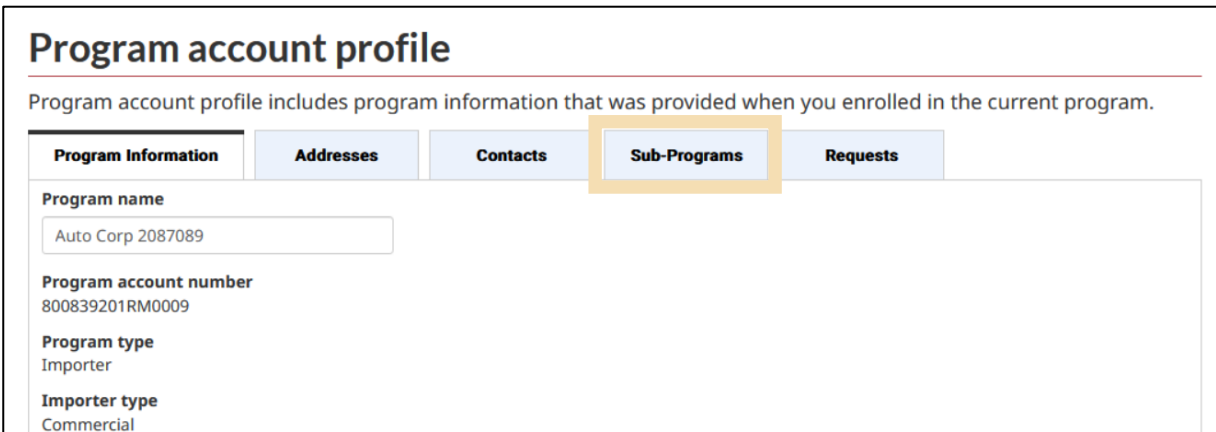 Program account profile
Program account profile includes program information that was provided when you enrolled in the current program.
Program Information Addresses Contacts Sub-Programs Requests
Program name
Auto Corp 2087089
Program account number
800839201RM0009
Program type
Importer
Importer type
Commercial